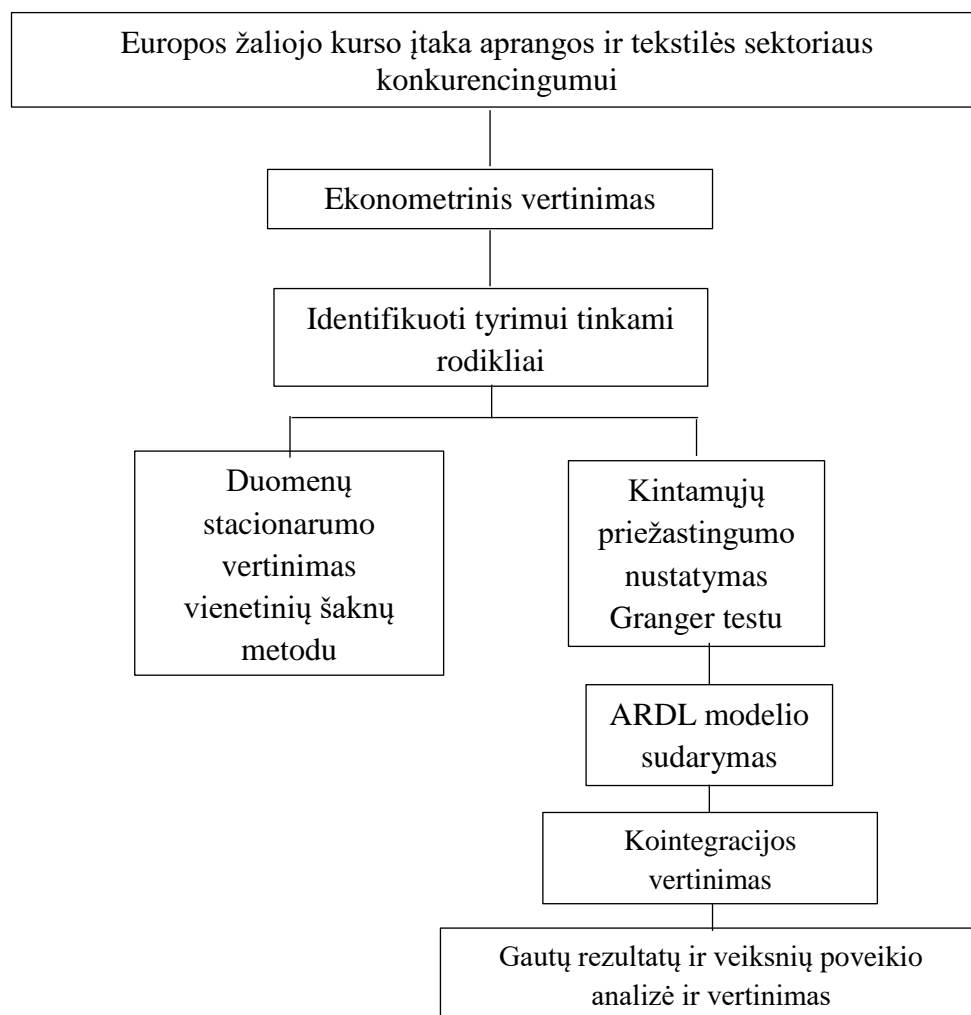 Europos žaliojo kurso įtaka aprangos ir tekstilės sektoriaus
konkurencingumui
Ekonometrinis vertinimas
Identifikuoti tyrimui tinkami
rodikliai
Duomenų
stacionarumo
vertinimas
vienetinių šaknų
metodu
Kintamųjų
priežastingumo
nustatymas
Granger testu
ARDL modelio
sudarymas
Kointegracijos
vertinimas
Gautų rezultatų ir veiksnių poveikio
analizė ir vertinimas